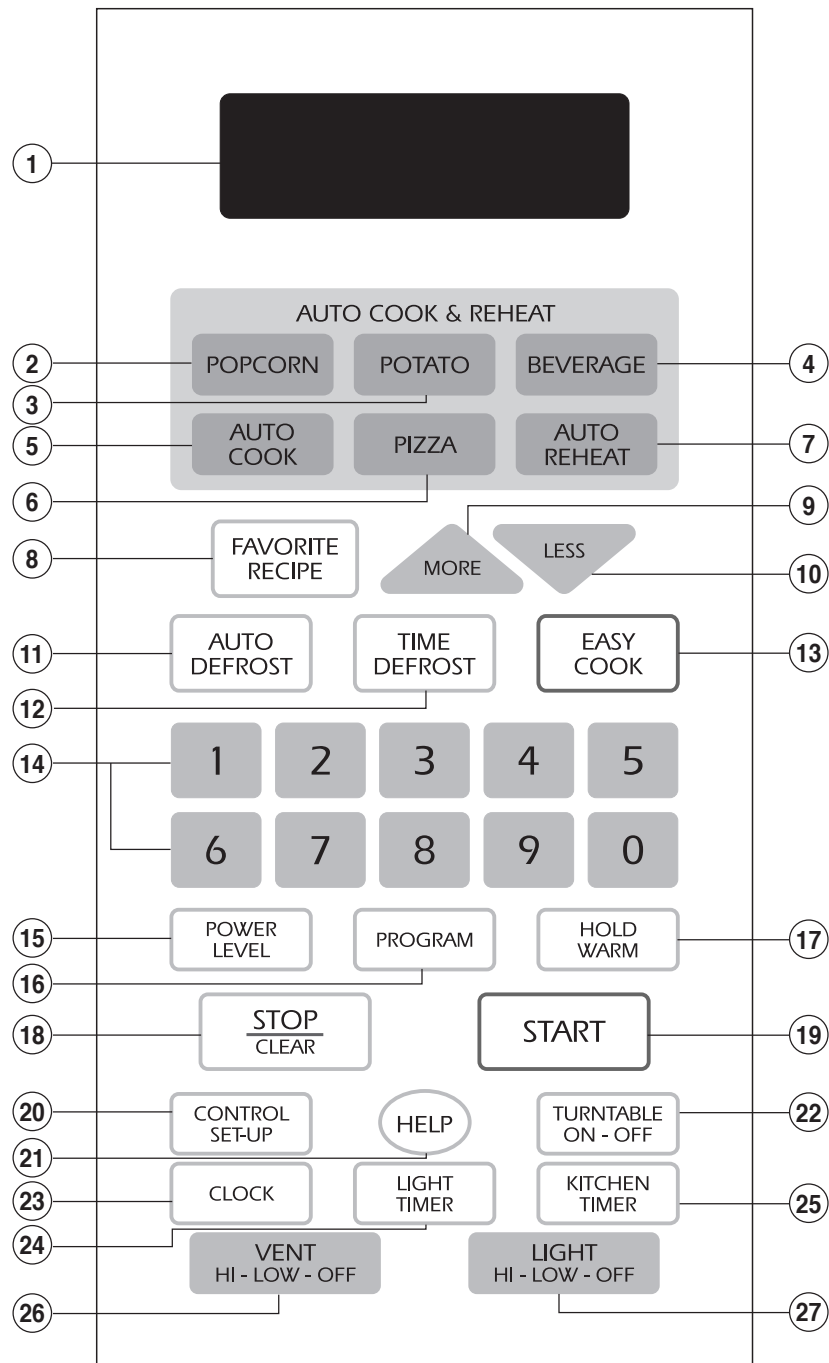 1
AUTO COOK & REHEAT
2
POPCORN
POTATO
BEVERAGE
4
3
5
AUTO
COOK
PIZZA
AUTO
REHEAT
7
6
9
8
FAVORITE
RECIPE
MORE
LESS
10
11
AUTO
DEFROST
TIME
DEFROST
EASY
COOK
13
12
14
1 2 3 4 5
6 7 8 9 0
15
POWER
LEVEL
PROGRAM
HOLD
WARM
17
16
18
STOP
CLEAR
START
19
20
CONTROL
SET-UP
HELP
TURNTABLE
ON - OFF
22
21
23
CLOCK
LIGHT
TIMER
KITCHEN
TIMER
25
24
VENT
HI - LOW - OFF
LIGHT
HI - LOW - OFF
26
27